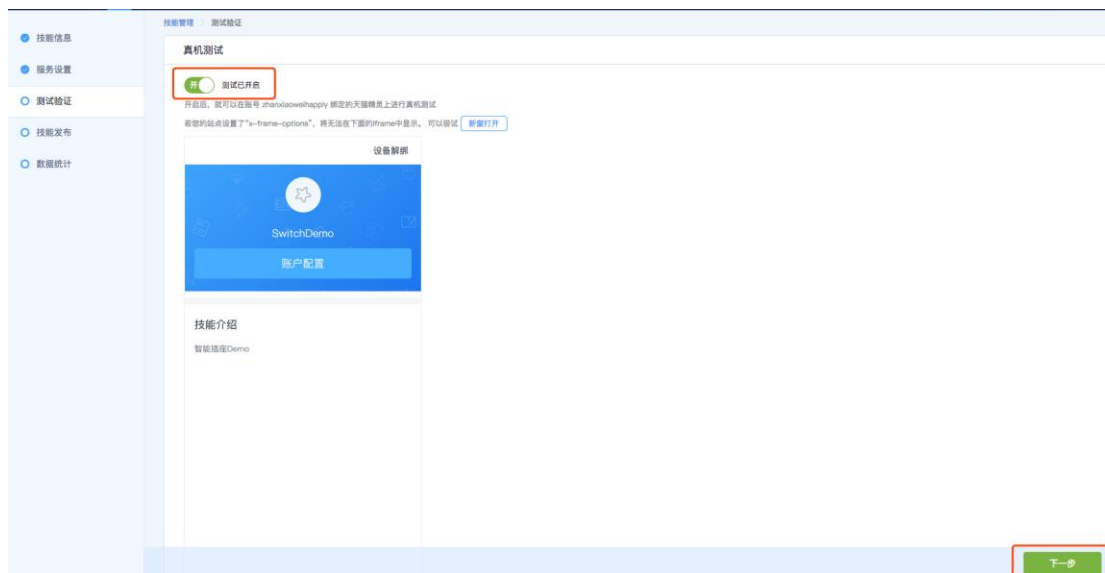 技能管理 > 测试验证
技能信息
服务设置
测试验证
技能发布
数据统计
真机测试
开 测试已开启
开启后，就可以在账号 zhanxiaoweihapply 绑定的天猫精灵上进行真机测试
若您的站点设置了"x-frame-options"，将无法在下面的iframe中显示。 可以尝试 新窗打开
设备解绑
SwitchDemo
账户配置
技能介绍
智能插座Demo
下一步